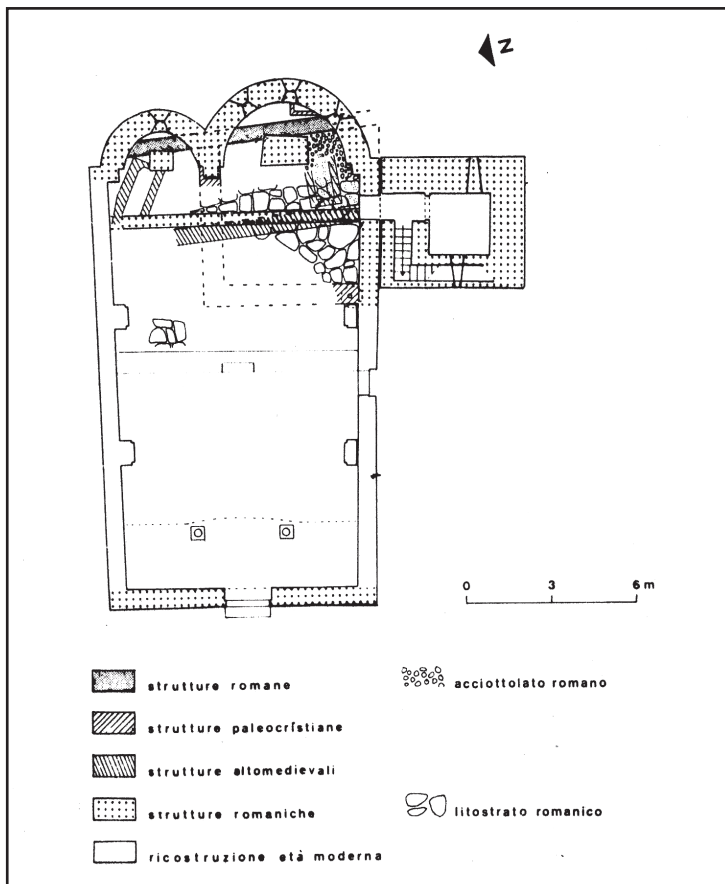 Z
0 3 6 m
strutture romane
acciottolato romano
strutture paleocristiane
strutture altomedievali
strutture romaniche
litostrato romanico
ricostruzione età moderna